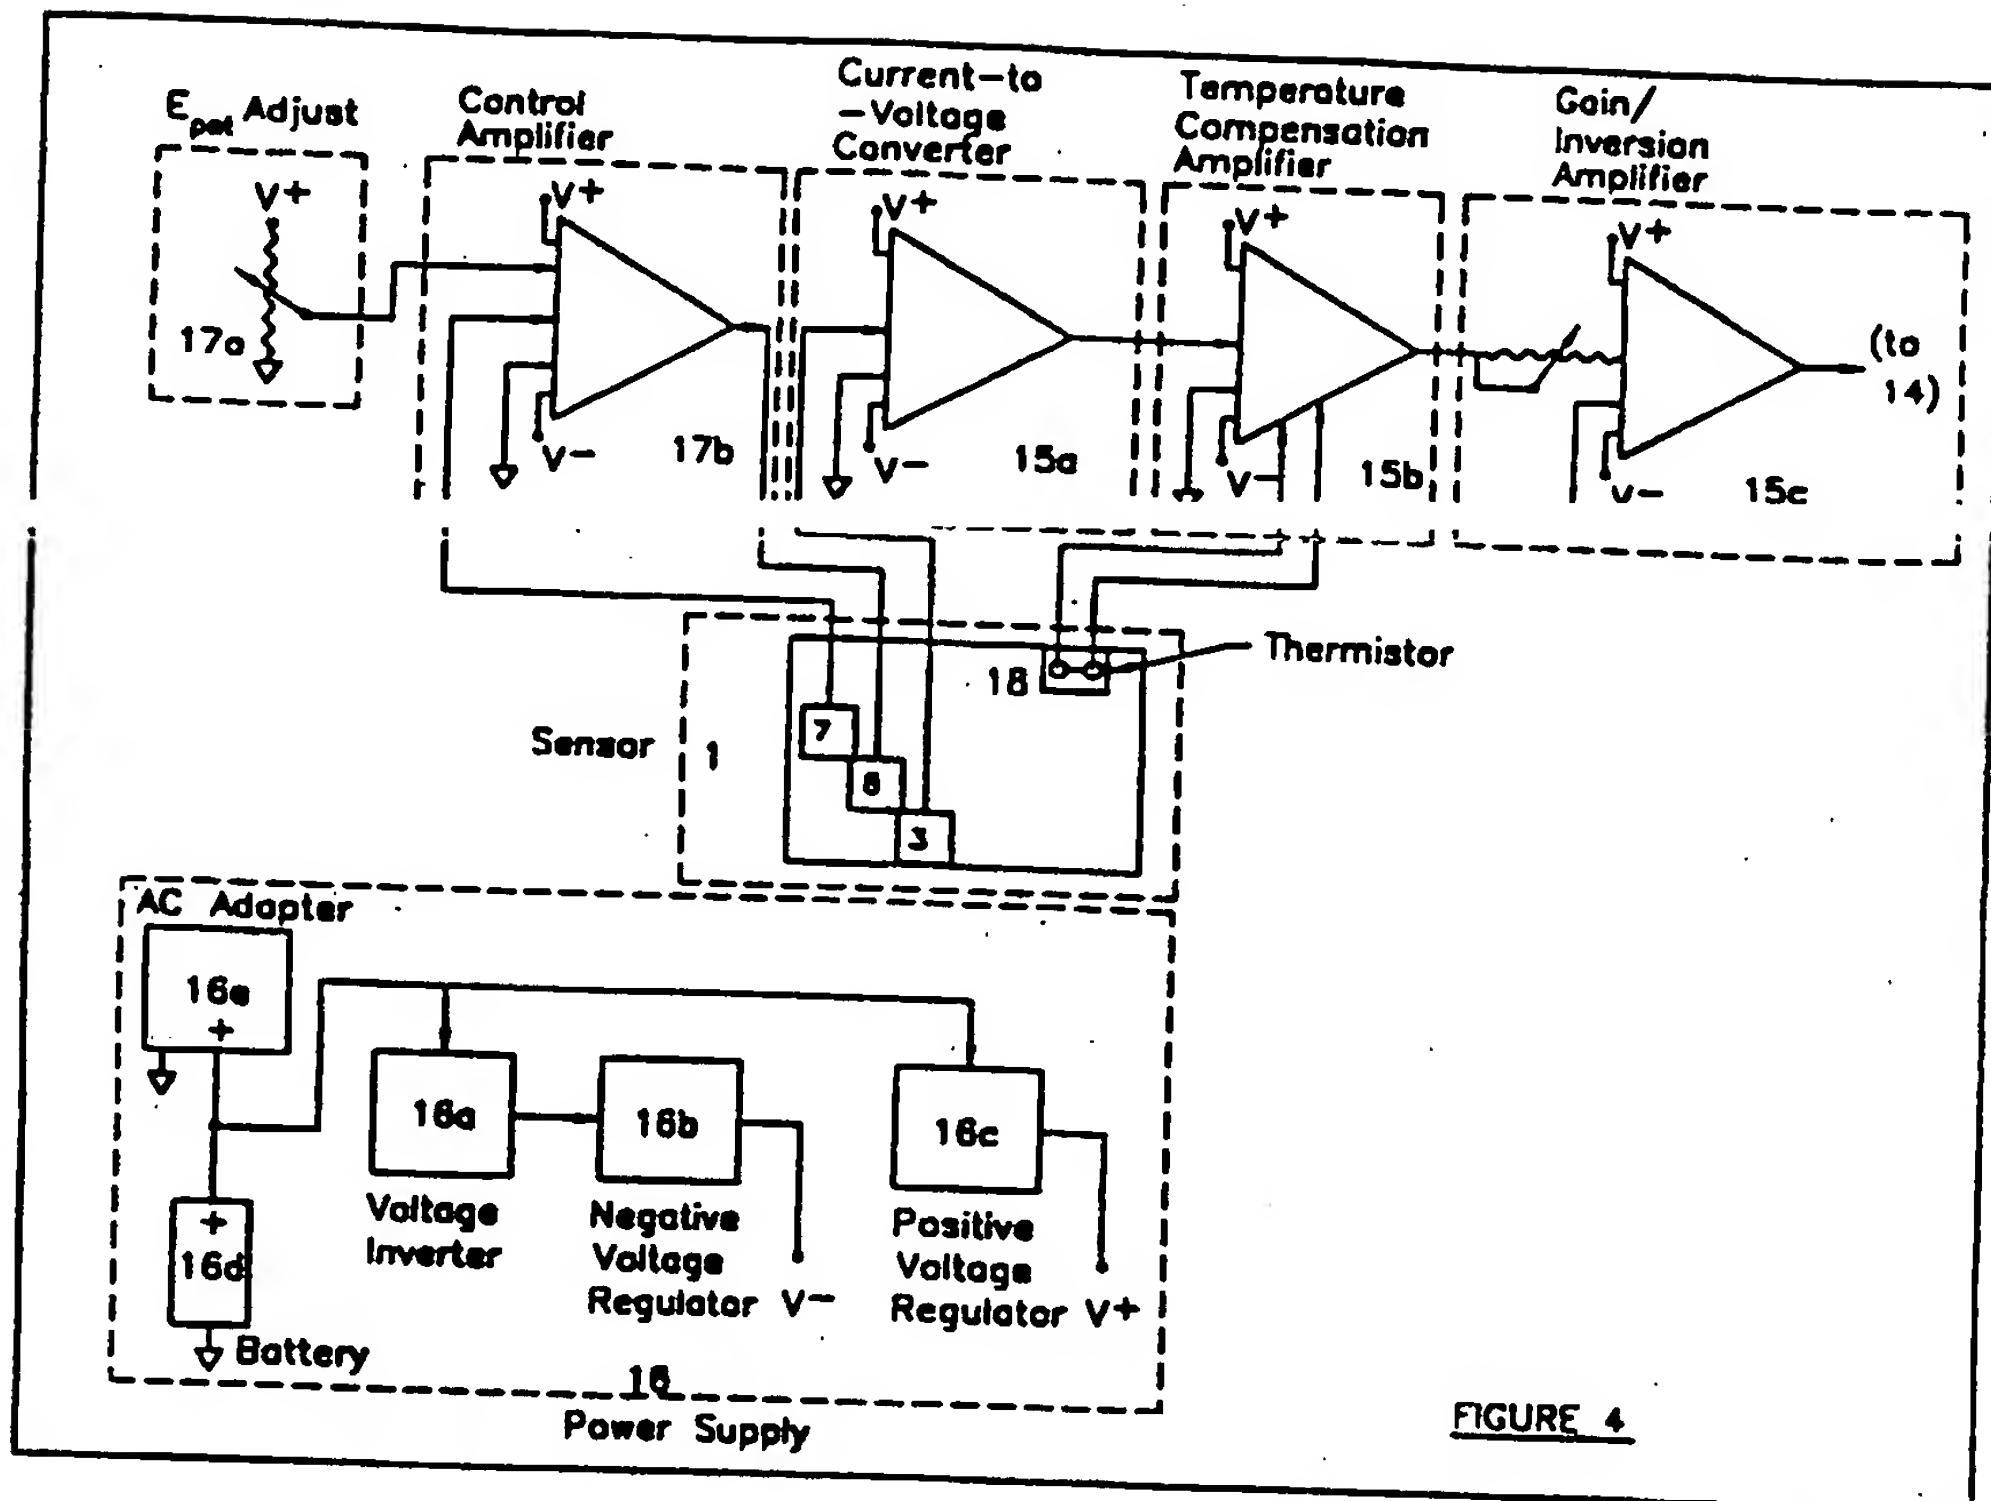 E_pot Adjust
V+
17a
Control
Amplifier
V+
V-
17b
Current-to
-Voltage
Converter
V+
V-
15a
Temperature
Compensation
Amplifier
V+
V-
15b
Gain/
Inversion
Amplifier
V+
V-
15c
(to
14)
Sensor
1
18
Thermistor
7
8
3
AC Adapter
16e
+
+
16d
Battery
16a
Voltage
Inverter
16b
Negative
Voltage
Regulator V-
16c
Positive
Voltage
Regulator V+
16
Power Supply
FIGURE 4